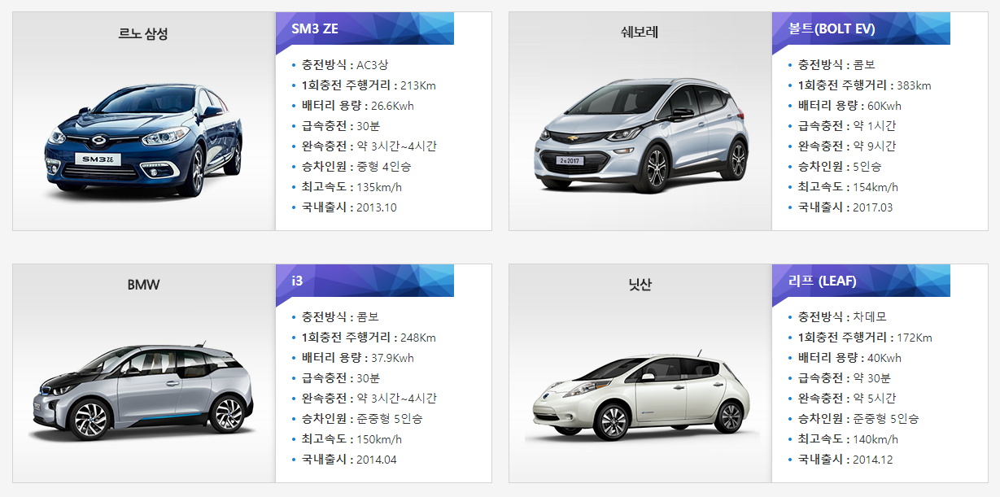 르노 삼성
SM3 ZE
충전방식 : AC3상
1회충전 주행거리 : 213Km
배터리 용량 : 26.6Kwh
급속충전 : 30분
완속충전 : 약 3시간~4시간
승차인원 : 중형 4인승
최고속도 : 135km/h
국내출시 : 2013.10
SM3 ZE
쉐보레
볼트(BOLT EV)
충전방식 : 콤보
1회충전 주행거리 : 383km
배터리 용량 : 60Kwh
급속충전 : 약 1시간
완속충전 : 약 9시간
승차인원 : 5인승
최고속도 : 154km/h
국내출시 : 2017.03
BMW
i3
충전방식 : 콤보
1회충전 주행거리 : 248Km
배터리 용량 : 37.9Kwh
급속충전 : 30분
완속충전 : 약 3시간~4시간
승차인원 : 준중형 5인승
최고속도 : 150km/h
국내출시 : 2014.04
닛산
리프 (LEAF)
충전방식 : 차데모
1회충전 주행거리 : 172Km
배터리 용량 : 40Kwh
급속충전 : 약 30분
완속충전 : 약 5시간
승차인원 : 준중형 5인승
최고속도 : 140km/h
국내출시 : 2014.12